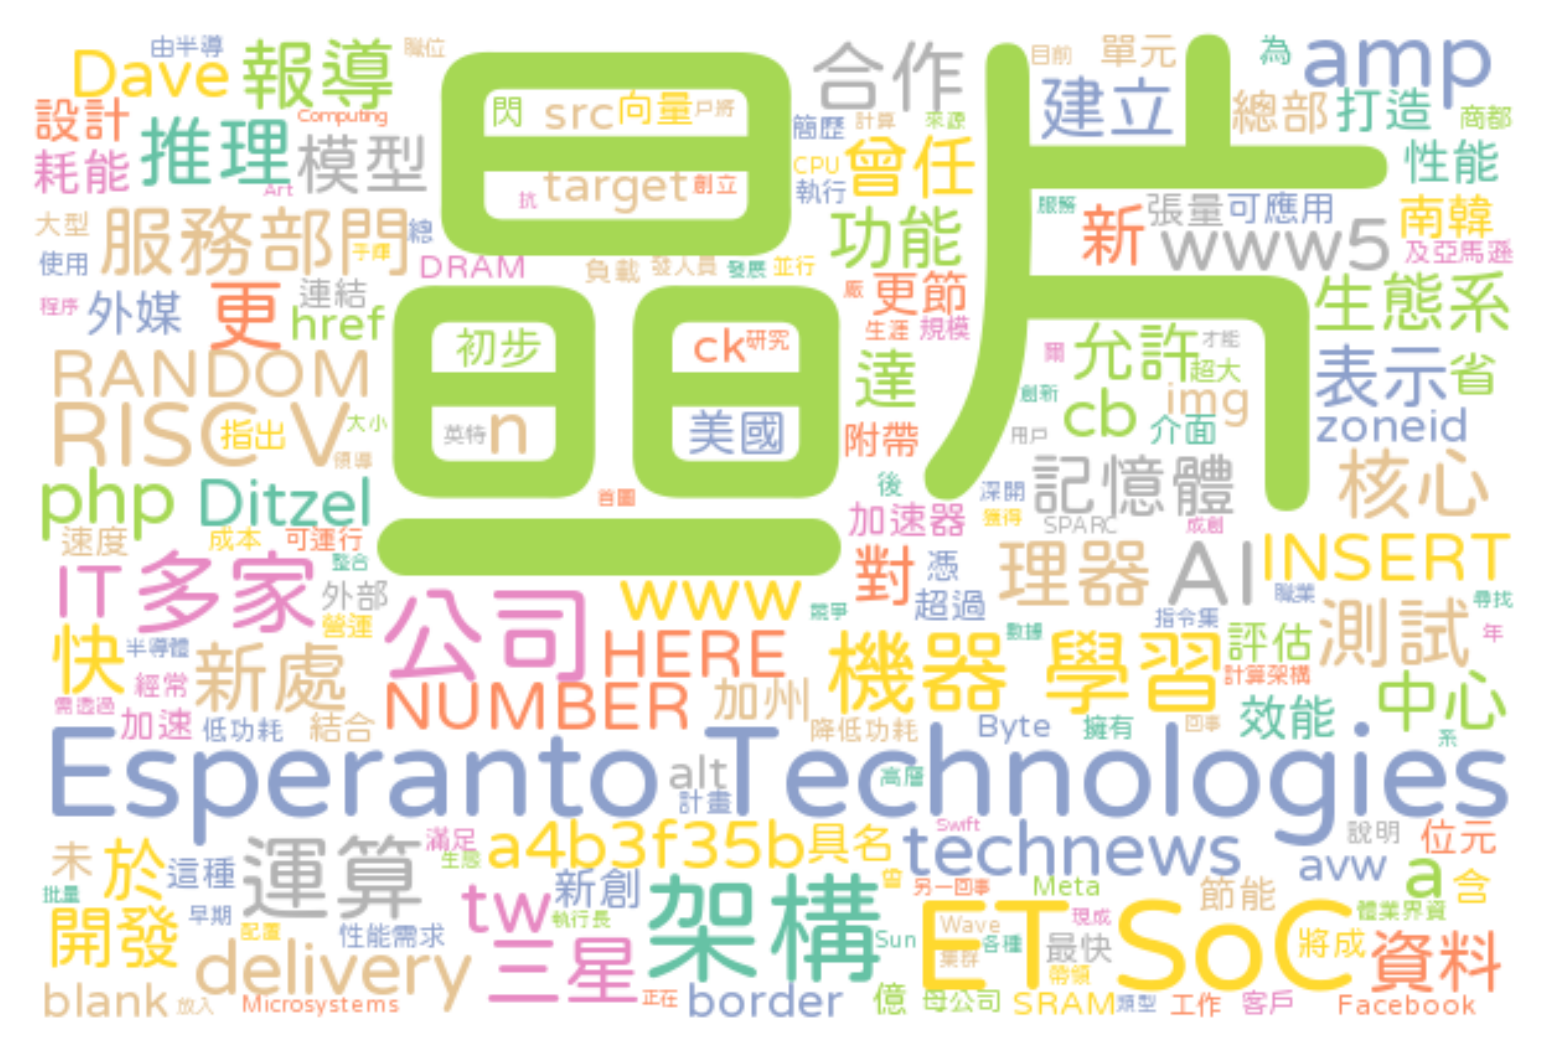 晶片
Dave
由半導
報導
職位
合作
目前
單元
為
amp
設計
Computing
推理
模型
耗能
Art
閃
src
向量
戶將
target
創立
抗
簡歷
計算
來源
CPU
曾任
執行
建立
總部
打造
商都
性能
大型
服務部門
子輝
總
使用
DRAM
負載
發人員
發展
並行
功能
服務
新
張量
可應用
www5
南韓
及亞馬遜
程序
外媒
更
連結
href
初步
ck
研究
更節
生涯
規模
生態系
RANDOM
RISC V
指出
大小
領導
英特
n
美國
達
附帶
爾
允許
才能
超大
創新
cb
img
介面
用戶
表示
省
zoneid
php
Ditzel
首圖
後
加速器
深開
獲得
記憶體
SPARC
成創
核心
速度
成本
可運行
整合
IT
多家
外部
營運
公司
www
競爭
對
憑
超過
理器
AI
INSERT
指令集
職業
尋找
快
半導體
經常
需透過
新處
HERE
NUMBER
加州
機器 學習
數據
評估
計算架構
測試
年
加速
低功耗
結合
降低功耗
Byte
擁有
回事
效能
中心
系
Esperanto Technologies
alt
計畫
高層
未
於
這種
運算
滿足
生態
a4b3f35b
具名
Swift
technews
說明
位元
批量
早期
tw
新創
執行長
架構
曾
另一回事
Meta
avw
節能
a
含
開發
配置
性能需求
delivery
三星
Sun
ET SoC
Wave
集群
現成
各種
最快
帶領
體業界資
將成
資料
blank
放入
Microsystems
正在
border
億
母公司
SRAM
類型
工作
客戶
Facebook